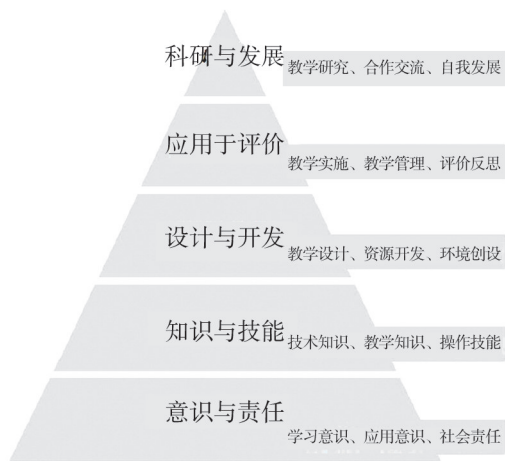 科研与发展
教学研究、合作交流、自我发展
应用于评价
教学实施、教学管理、评价反思
设计与开发
教学设计、资源开发、环境创设
知识与技能
技术知识、教学知识、操作技能
意识与责任
学习意识、应用意识、社会责任